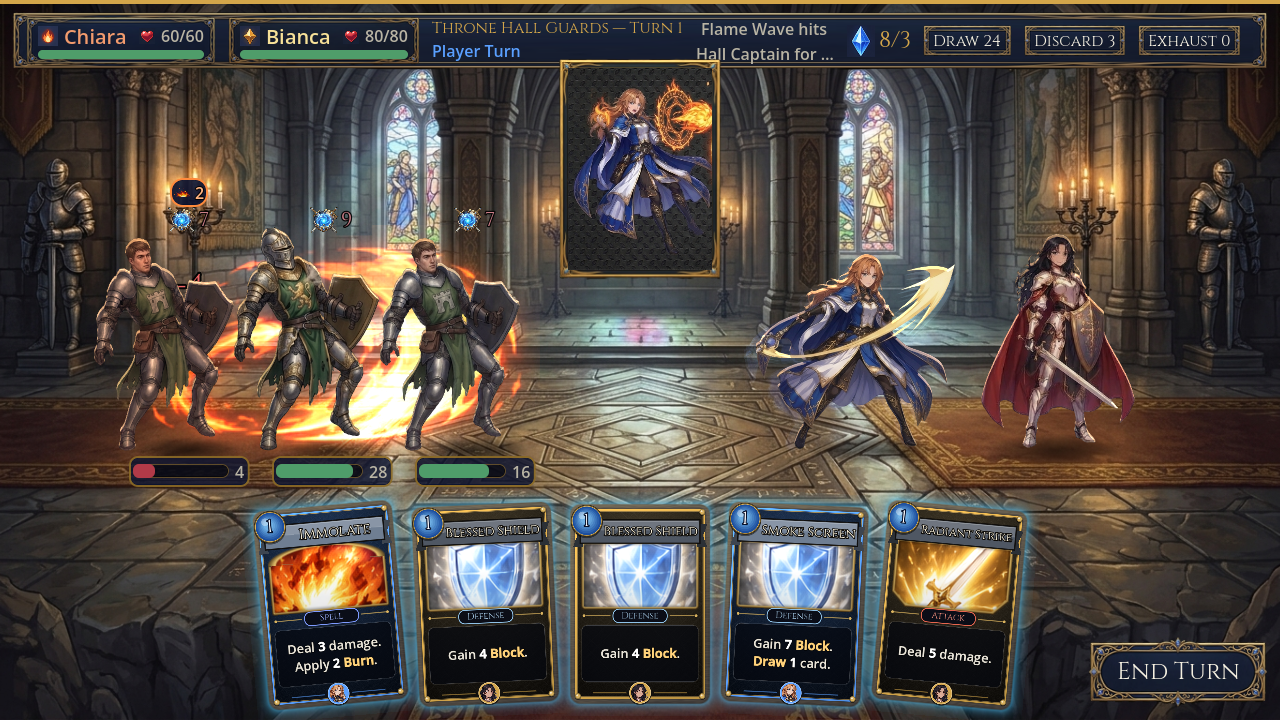 Chiara 60/60
Bianca 80/80
THRONE HALL GUARDS — TURN 1
Player Turn
Flame Wave hits
Hall Captain for ...
8/3
DRAW 24
DISCARD 3
EXHAUST 0
2
7
9
7
4
4
28
16
1
IMMOLATE
SPELL
Deal 3 damage.
Apply 2 Burn.
1
BLESSED SHIELD
DEFENSE
Gain 4 Block.
1
BLESSED SHIELD
DEFENSE
Gain 4 Block.
1
SMOKE SCREEN
DEFENSE
Gain 7 Block.
Draw 1 card.
1
RADIANT STRIKE
ATTACK
Deal 5 damage.
END TURN